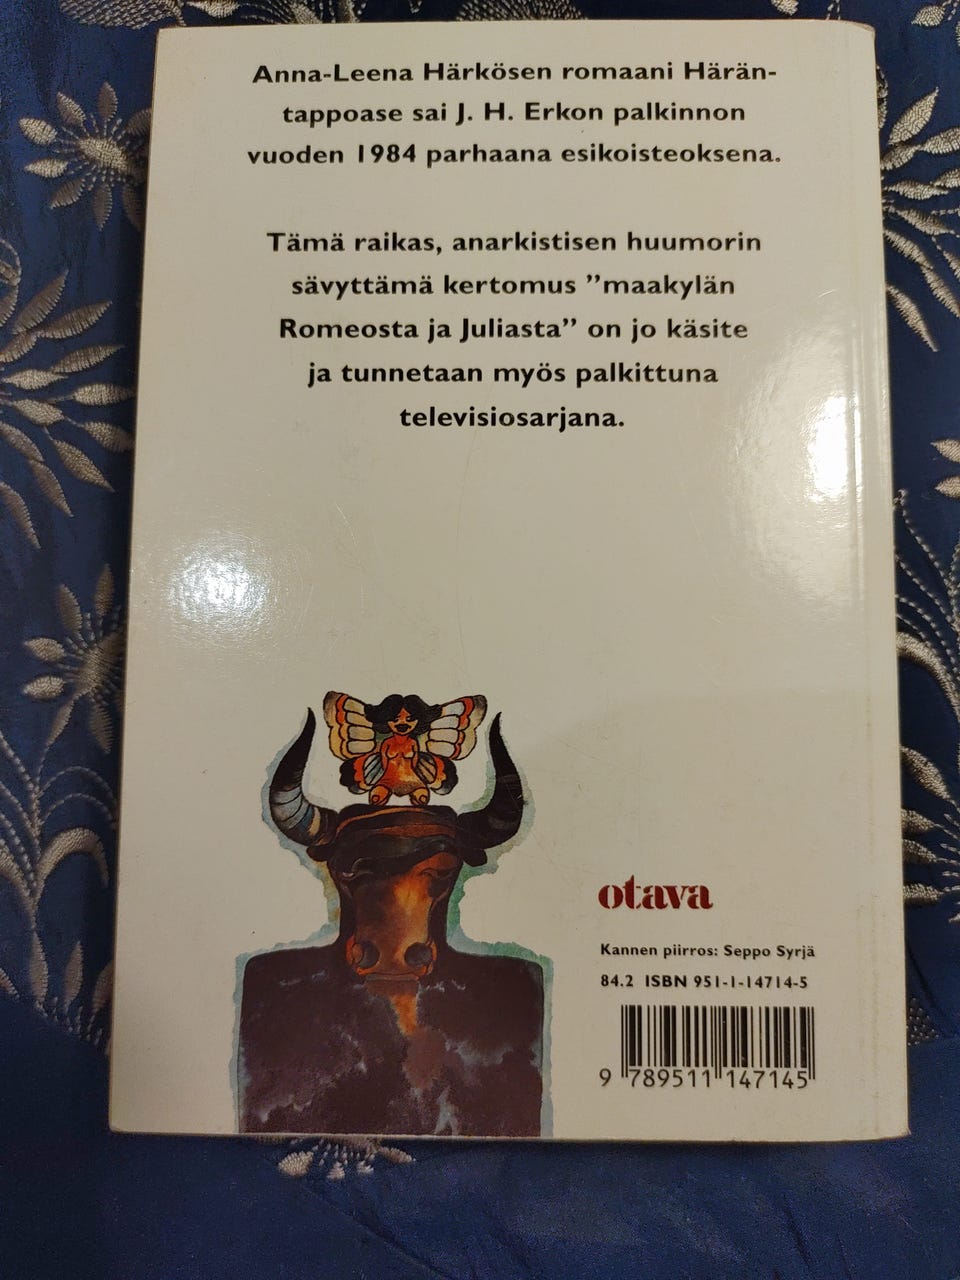 Anna-Leena Härkösen romaani Härän-
tappoase sai J. H. Erkon palkinnon
vuoden 1984 parhaana esikoisteoksena.
Tämä raikas, anarkistisen huumorin
sävyttämä kertomus ”maakylän
Romeosta ja Juliasta” on jo käsite
ja tunnetaan myös palkittuna
televisiosarjana.
otava
Kannen piirros: Seppo Syrjä
84.2 ISBN 951-1-14714-5
9 789511 147145